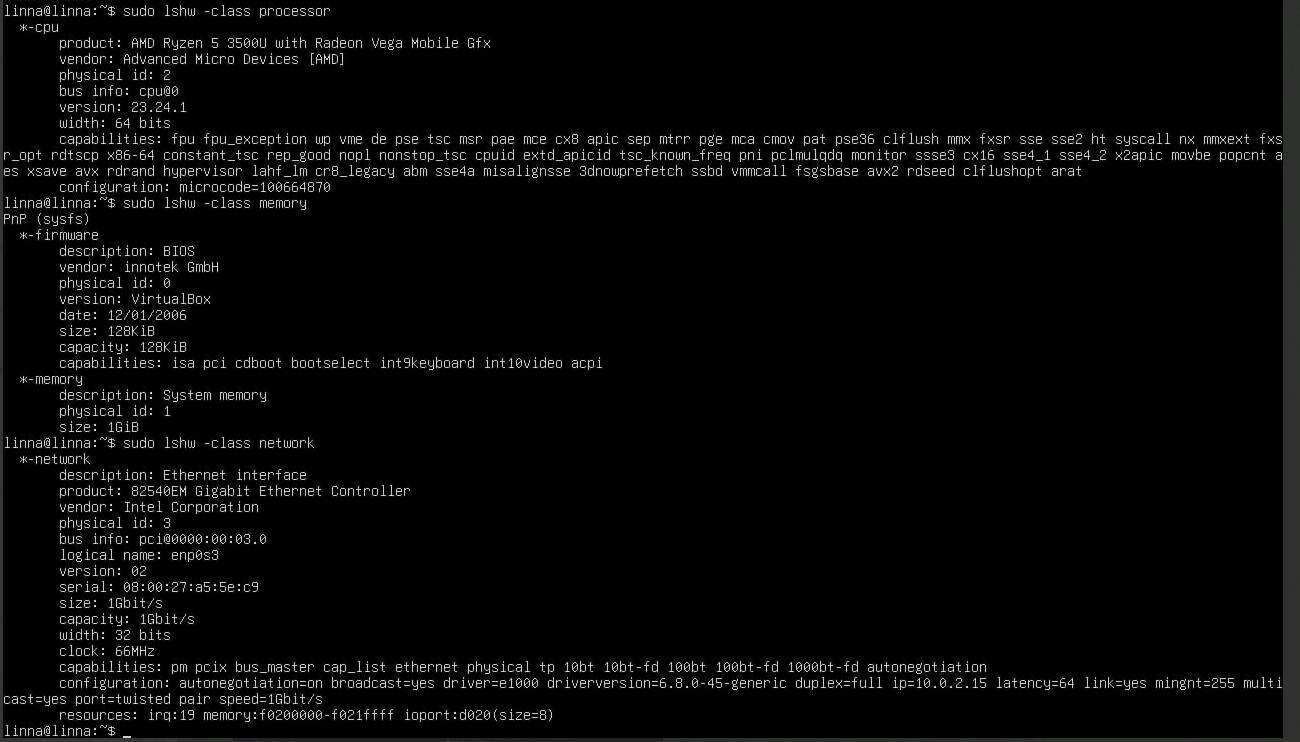 linna@linna:~$ sudo lshw -class processor
  *-cpu
       product: AMD Ryzen 5 3500U with Radeon Vega Mobile Gfx
       vendor: Advanced Micro Devices [AMD]
       physical id: 2
       bus info: cpu@0
       version: 23.24.1
       width: 64 bits
       capabilities: fpu fpu_exception wp vme de pse tsc msr pae mce cx8 apic sep mtrr pge mca cmov pat pse36 clflush mmx fxsr sse sse2 ht syscall nx mmxext fxs
r_opt rdtscp x86-64 constant_tsc rep_good nopl nonstop_tsc cpuid extd_apicid tsc_known_freq pni pclmulqdq monitor ssse3 cx16 sse4_1 sse4_2 x2apic movbe popcnt a
es xsave avx rdrand hypervisor lahf_lm cr8_legacy abm sse4a misalignsse 3dnowprefetch ssbd vmmcall fsgsbase avx2 rdseed clflushopt arat
       configuration: microcode=100664870
linna@linna:~$ sudo lshw -class memory
PnP (sysfs)
  *-firmware
       description: BIOS
       vendor: innotek GmbH
       physical id: 0
       version: VirtualBox
       date: 12/01/2006
       size: 128KiB
       capacity: 128KiB
       capabilities: isa pci cdboot bootselect int9keyboard int10video acpi
  *-memory
       description: System memory
       physical id: 1
       size: 1GiB
linna@linna:~$ sudo lshw -class network
  *-network
       description: Ethernet interface
       product: 82540EM Gigabit Ethernet Controller
       vendor: Intel Corporation
       physical id: 3
       bus info: pci@0000:00:03.0
       logical name: enp0s3
       version: 02
       serial: 08:00:27:a5:5e:c9
       size: 1Gbit/s
       capacity: 1Gbit/s
       width: 32 bits
       clock: 66MHz
       capabilities: pm pcix bus_master cap_list ethernet physical tp 10bt 10bt-fd 100bt 100bt-fd 1000bt-fd autonegotiation
       configuration: autonegotiation=on broadcast=yes driver=e1000 driverversion=6.8.0-45-generic duplex=full ip=10.0.2.15 latency=64 link=yes mingnt=255 multi
cast=yes port=twisted pair speed=1Gbit/s
       resources: irq:19 memory:f0200000-f021ffff ioport:d020(size=8)
linna@linna:~$ _